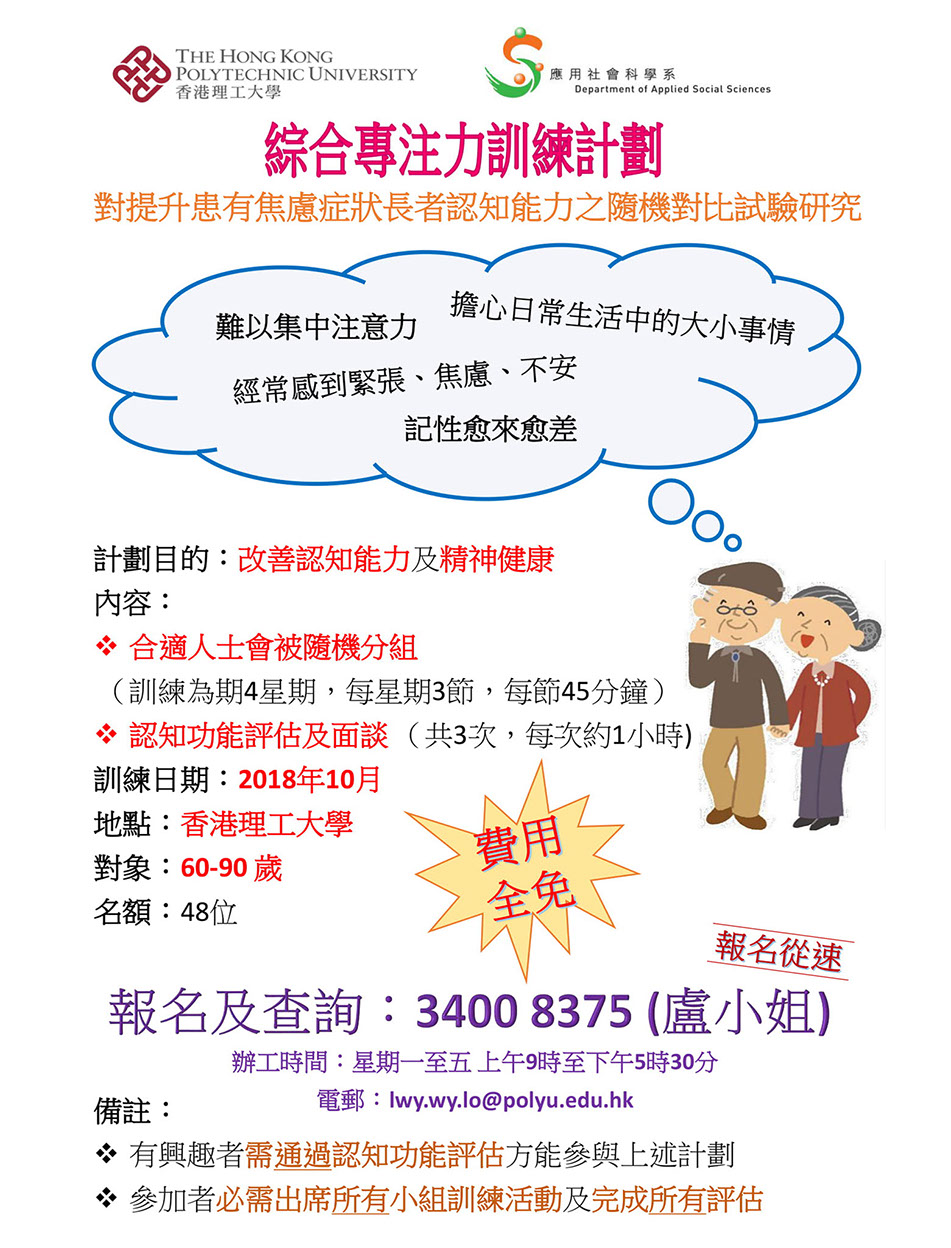 THE HONG KONG
POLYTECHNIC UNIVERSITY
香港理工大學
應用社會科學系
Department of Applied Social Sciences
綜合專注力訓練計劃
對提升患有焦慮症狀長者認知能力之隨機對比試驗研究
難以集中注意力
擔心日常生活中的大小事情
經常感到緊張、焦慮、不安
記性愈來愈差
計劃目的：改善認知能力及精神健康
內容：
❖ 合適人士會被隨機分組
（訓練為期4星期，每星期3節，每節45分鐘）
❖ 認知功能評估及面談（共3次，每次約1小時)
訓練日期：2018年10月
地點：香港理工大學
對象：60-90 歲
名額：48位
費用
全免
報名從速
報名及查詢：3400 8375 (盧小姐)
辦工時間：星期一至五 上午9時至下午5時30分
電郵：lwy.wy.lo@polyu.edu.hk
備註：
❖ 有興趣者需通過認知功能評估方能參與上述計劃
❖ 參加者必需出席所有小組訓練活動及完成所有評估